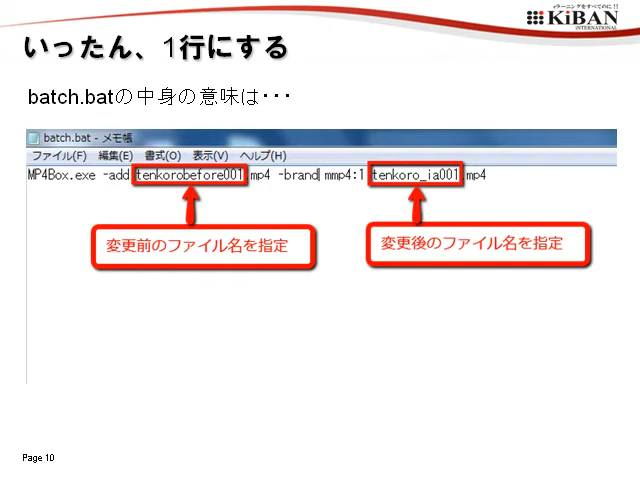 eラーニングをすべてのに!!
KiBAN
INTERNATIONAL
いったん、1行にする
batch.batの中身の意味は・・・
batch.bat - メモ帳
ファイル(F) 編集(E) 書式(O) 表示(V) ヘルプ(H)
MP4Box.exe -add tenkorobefore001.mp4 -brand mmp4:1 tenkoro_ia001.mp4
変更前のファイル名を指定
変更後のファイル名を指定
Page 10